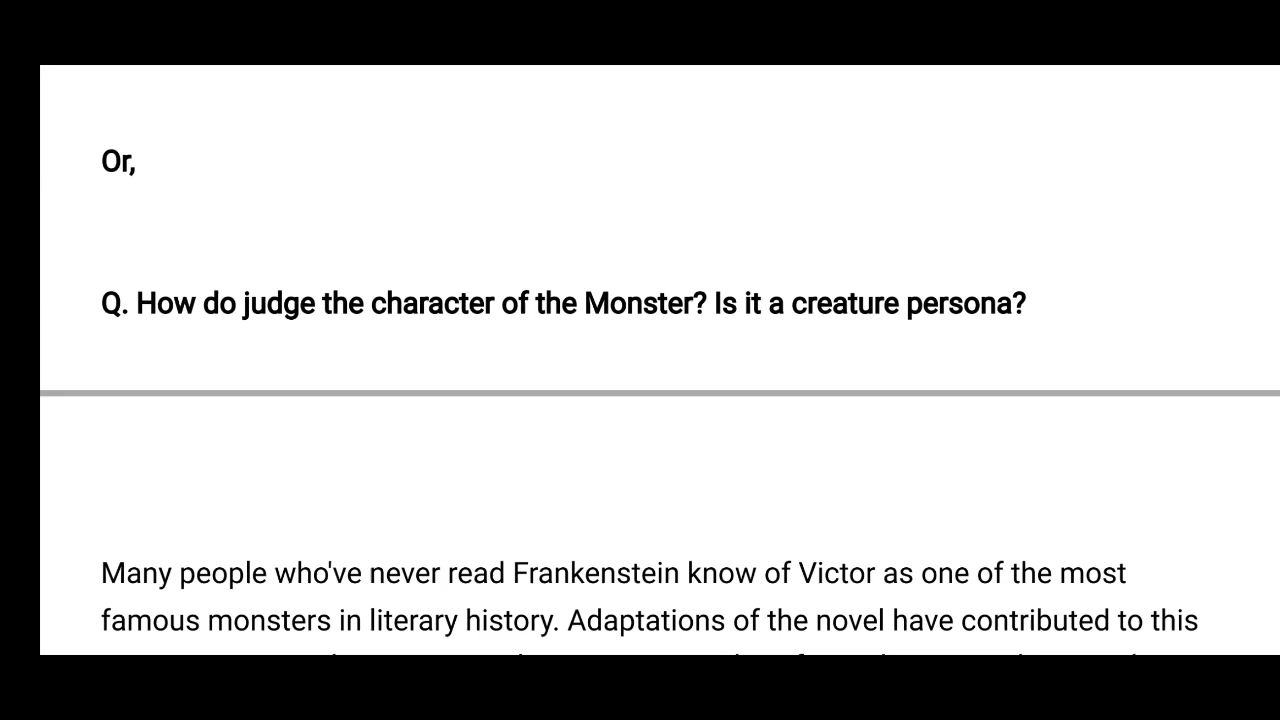 Or,
Q. How do judge the character of the Monster? Is it a creature persona?
Many people who've never read Frankenstein know of Victor as one of the most
famous monsters in literary history. Adaptations of the novel have contributed to this